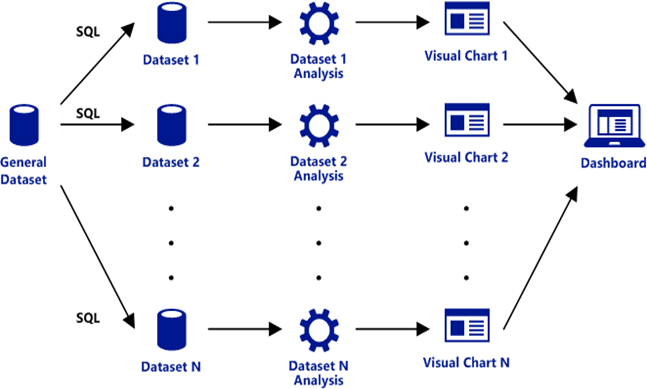 SQL
Dataset 1
Dataset 1
Analysis
Visual Chart 1
SQL
General
Dataset
Dataset 2
Dataset 2
Analysis
Visual Chart 2
Dashboard
SQL
Dataset N
Dataset N
Analysis
Visual Chart N